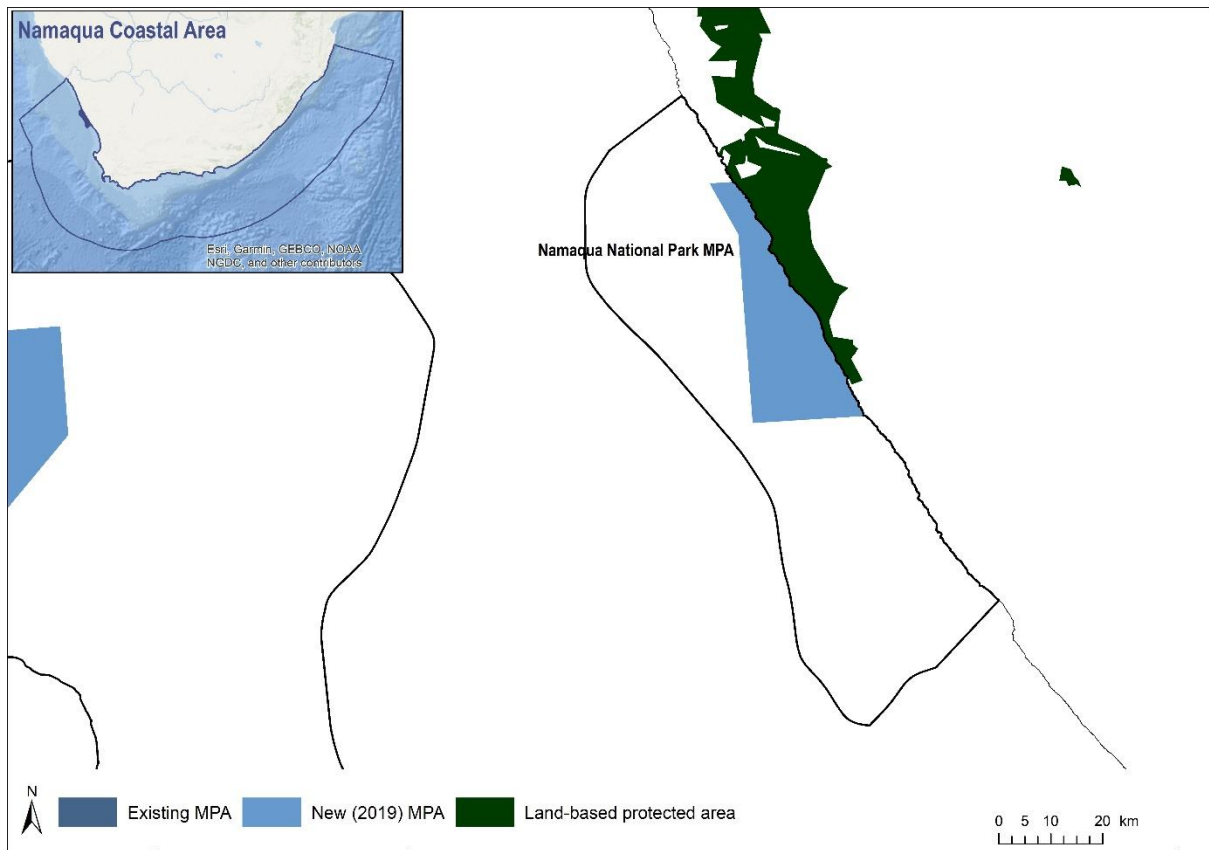 Namaqua Coastal Area
Esri, Garmin, GEBCO, NOAA
NGDC, and other contributors
Namaqua National Park MPA
N
Existing MPA
New (2019) MPA
Land-based protected area
0 5 10 20 km